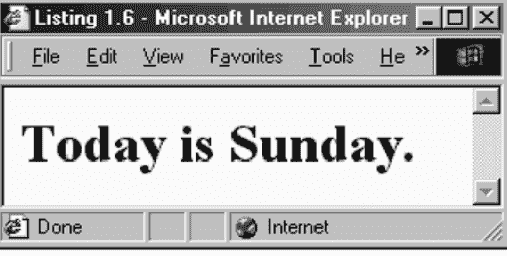 Listing 1.6 - Microsoft Internet Explorer
File Edit View Favorites Tools He »
Today is Sunday.
Done Internet